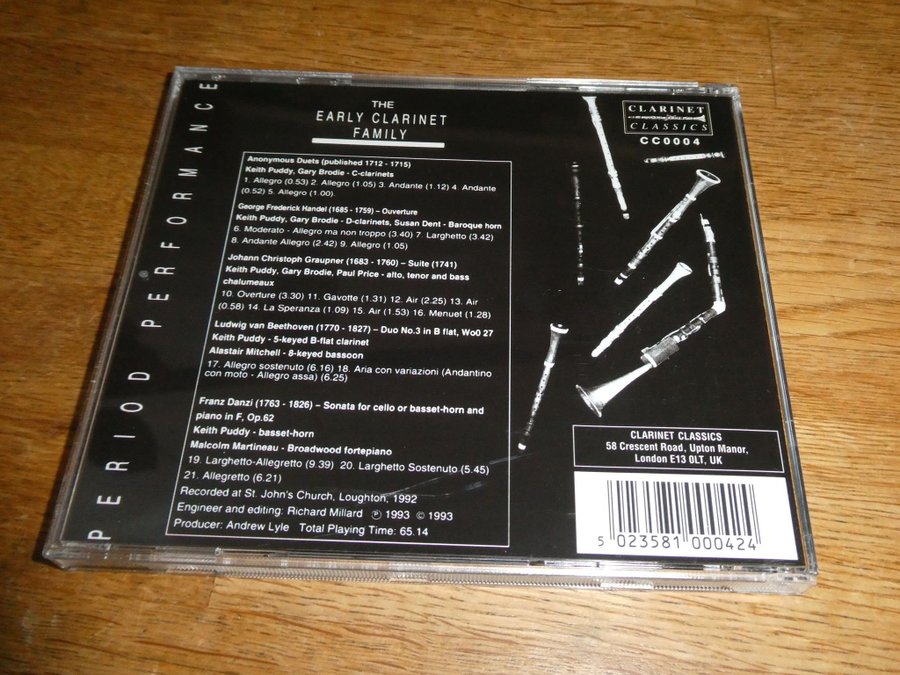 PERIOD PERFORMANCE
THE
EARLY CLARINET
FAMILY
Anonymous Duets (published 1712 - 1715)
Keith Puddy, Gary Brodie - C-clarinets
1. Allegro (0.53) 2. Allegro (1.05) 3. Andante (1.12) 4. Andante
(0.52) 5. Allegro (1.00).
George Frederick Handel (1685 - 1759) – Ouverture
Keith Puddy, Gary Brodie - D-clarinets, Susan Dent - Baroque horn
6. Moderato - Allegro ma non troppo (3.40) 7. Larghetto (3.42)
8. Andante Allegro (2.42) 9. Allegro (1.05)
Johann Christoph Graupner (1683 - 1760) – Suite (1741)
Keith Puddy, Gary Brodie, Paul Price - alto, tenor and bass
chalumeaux
10. Overture (3.30) 11. Gavotte (1.31) 12. Air (2.25) 13. Air
(0.58) 14. La Speranza (1.09) 15. Air (1.53) 16. Menuet (1.28)
Ludwig van Beethoven (1770 - 1827) – Duo No.3 in B flat, Wo0 27
Keith Puddy - 5-keyed B-flat clarinet
Alastair Mitchell - 8-keyed bassoon
17. Allegro sostenuto (6.16) 18. Aria con variazioni (Andantino
con moto - Allegro assa) (6.25)
Franz Danzi (1763 - 1826) – Sonata for cello or basset-horn and
piano in F, Op.62
Keith Puddy - basset-horn
Malcolm Martineau - Broadwood fortepiano
19. Larghetto-Allegretto (9.39) 20. Larghetto Sostenuto (5.45)
21. Allegretto (6.21)
Recorded at St. John's Church, Loughton, 1992
Engineer and editing: Richard Millard ℗ 1993 © 1993
Producer: Andrew Lyle Total Playing Time: 65.14
CLARINET
CLASSICS
CC0004
CLARINET CLASSICS
58 Crescent Road, Upton Manor,
London E13 0LT, UK
5 023581 000424